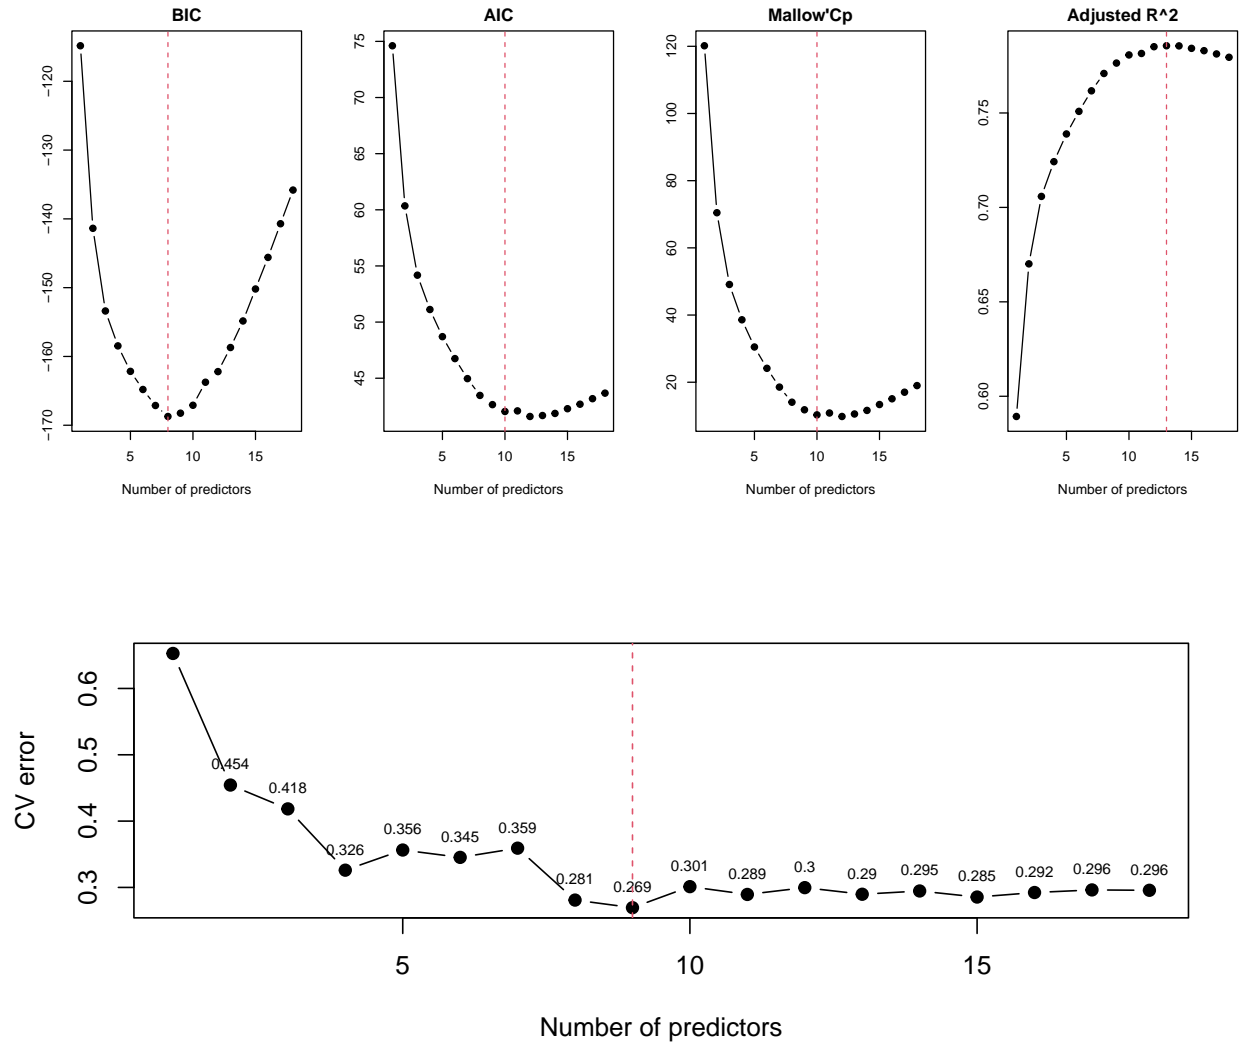 BIC
-120
-130
-140
-150
-160
-170
5 10 15
Number of predictors
AIC
75
70
65
60
55
50
45
5 10 15
Number of predictors
Mallow'Cp
120
100
80
60
40
20
5 10 15
Number of predictors
Adjusted R^2
0.75
0.70
0.65
0.60
5 10 15
Number of predictors
CV error
0.6
0.5
0.4
0.3
0.454
0.418
0.326
0.356
0.345
0.359
0.281
0.269
0.301
0.289
0.3
0.29
0.295
0.285
0.292
0.296
0.296
5 10 15
Number of predictors